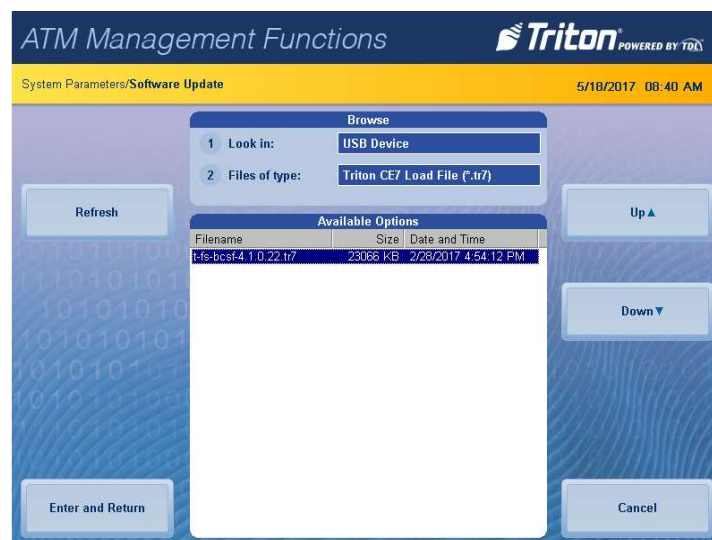 ATM Management Functions
Triton® POWERED BY TDL
System Parameters/Software Update
5/18/2017 08:40 AM
Browse
1 Look in: USB Device
2 Files of type: Triton CE7 Load File (*.tr7)
Refresh
Up▲
Available Options
Filename Size Date and Time
t-fs-bcsf-4.1.0.22.tr7 23066 KB 2/28/2017 4:54:12 PM
Down▼
Enter and Return
Cancel